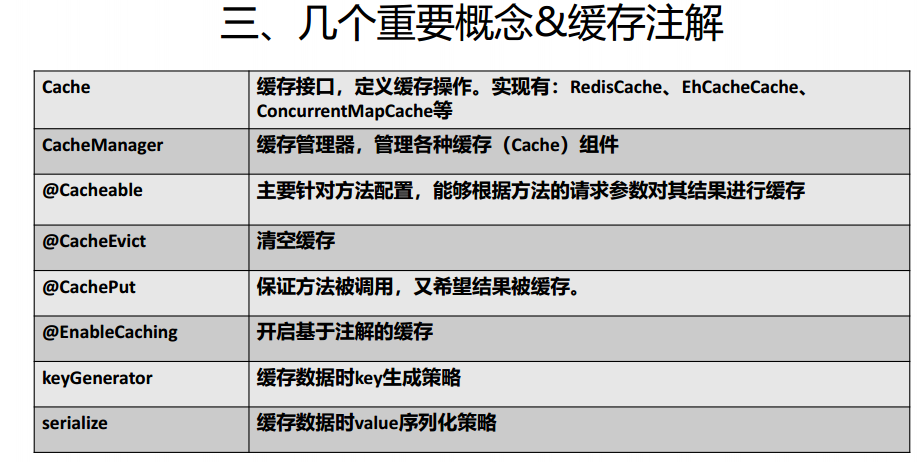 三、几个重要概念&缓存注解
Cache
缓存接口，定义缓存操作。实现有：RedisCache、EhCacheCache、
ConcurrentMapCache等
CacheManager
缓存管理器，管理各种缓存（Cache）组件
@Cacheable
主要针对方法配置，能够根据方法的请求参数对其结果进行缓存
@CacheEvict
清空缓存
@CachePut
保证方法被调用，又希望结果被缓存。
@EnableCaching
开启基于注解的缓存
keyGenerator
缓存数据时key生成策略
serialize
缓存数据时value序列化策略